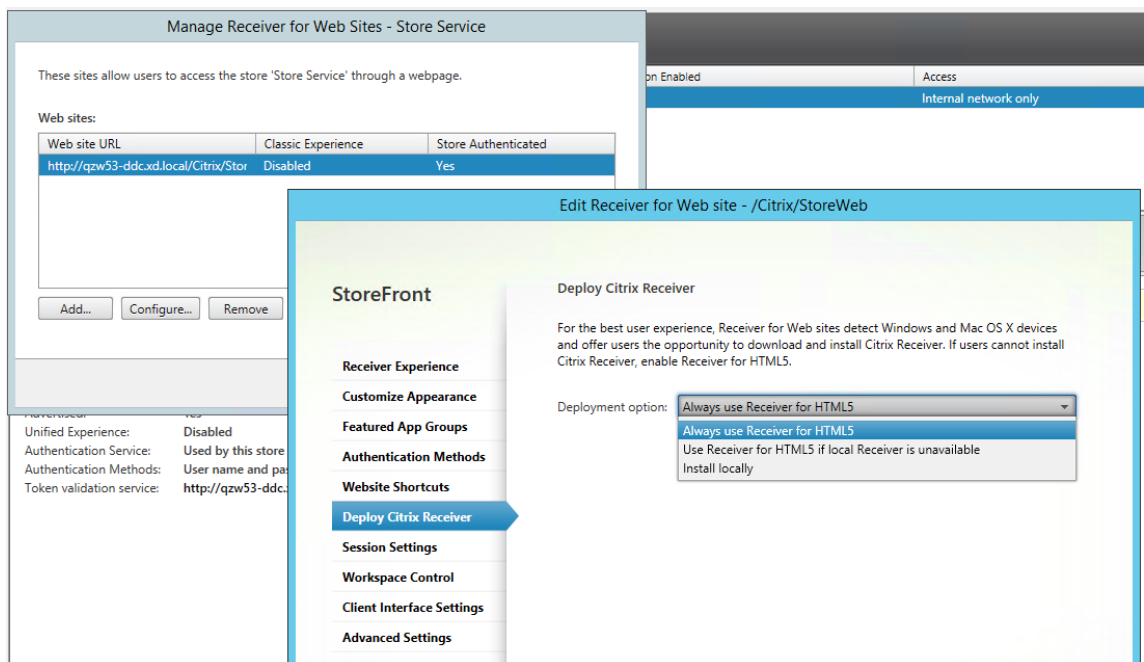 Manage Receiver for Web Sites - Store Service
These sites allow users to access the store 'Store Service' through a webpage.
Web sites:
Web site URL Classic Experience Store Authenticated
http://qzw53-ddc.xd.local/Citrix/Stor Disabled Yes
Add... Configure... Remove
Enabled Access
Internal network only
Unified Experience: Disabled
Authentication Service: Used by this store
Authentication Methods: User name and pas
Token validation service: http://qzw53-ddc.
Edit Receiver for Web site - /Citrix/StoreWeb
StoreFront
Receiver Experience
Customize Appearance
Featured App Groups
Authentication Methods
Website Shortcuts
Deploy Citrix Receiver
Session Settings
Workspace Control
Client Interface Settings
Advanced Settings
Deploy Citrix Receiver
For the best user experience, Receiver for Web sites detect Windows and Mac OS X devices
and offer users the opportunity to download and install Citrix Receiver. If users cannot install
Citrix Receiver, enable Receiver for HTML5.
Deployment option: Always use Receiver for HTML5
Always use Receiver for HTML5
Use Receiver for HTML5 if local Receiver is unavailable
Install locally